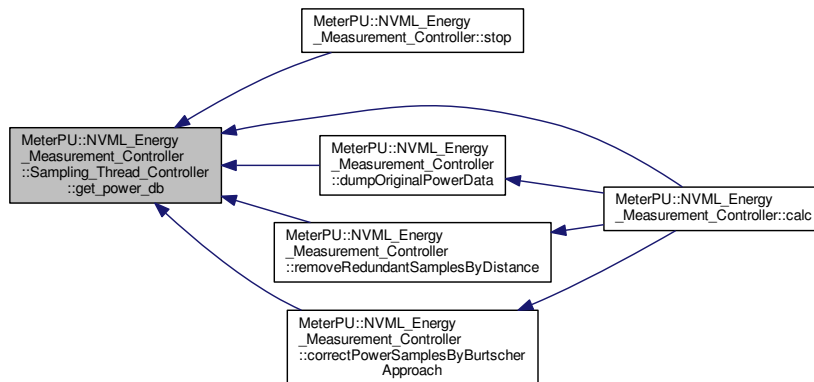 MeterPU::NVML_Energy
_Measurement_Controller::stop
MeterPU::NVML_Energy
_Measurement_Controller
::Sampling_Thread_Controller
::get_power_db
MeterPU::NVML_Energy
_Measurement_Controller
::dumpOriginalPowerData
MeterPU::NVML_Energy
_Measurement_Controller::calc
MeterPU::NVML_Energy
_Measurement_Controller
::removeRedundantSamplesByDistance
MeterPU::NVML_Energy
_Measurement_Controller
::correctPowerSamplesByBurtscher
Approach